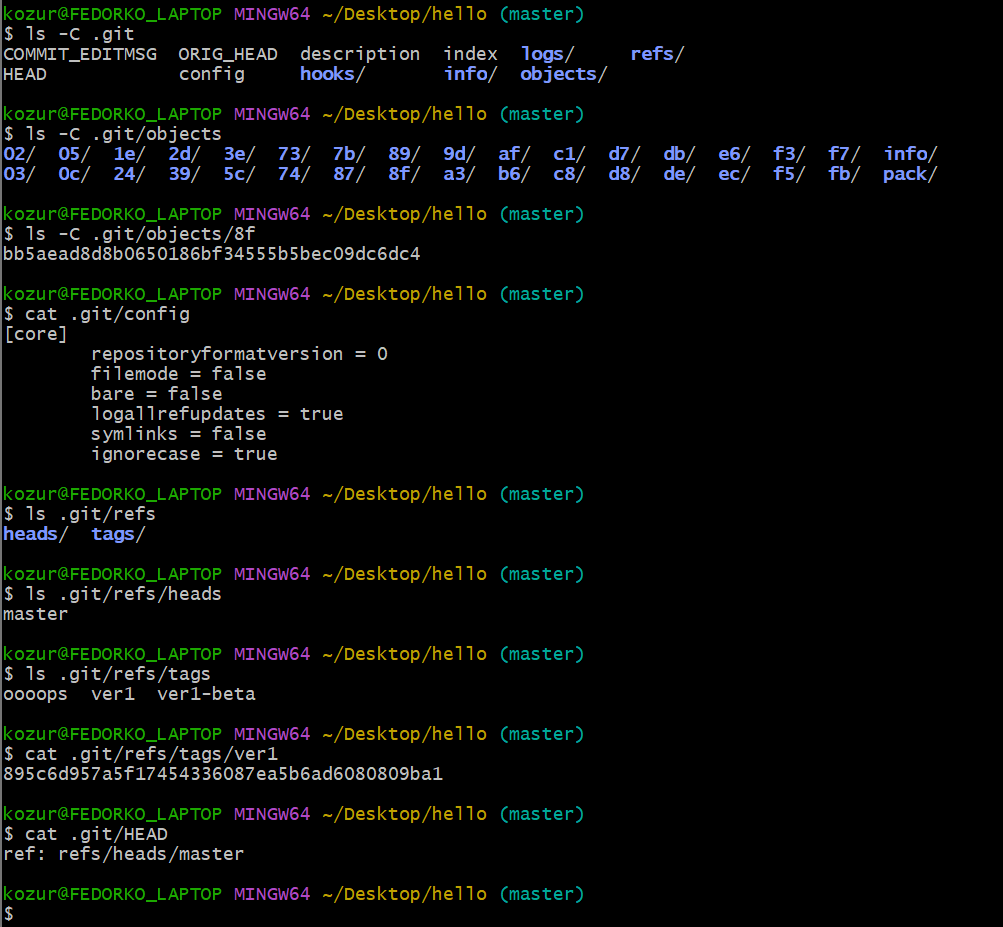 kozur@FEDORKO_LAPTOP MINGW64 ~/Desktop/hello (master)
$ ls -C .git
COMMIT_EDITMSG  ORIG_HEAD  description  index  logs/     refs/
HEAD            config     hooks/       info/  objects/

kozur@FEDORKO_LAPTOP MINGW64 ~/Desktop/hello (master)
$ ls -C .git/objects
02/  05/  1e/  2d/  3e/  73/  7b/  89/  9d/  af/  c1/  d7/  db/  e6/  f3/  f7/  info/
03/  0c/  24/  39/  5c/  74/  87/  8f/  a3/  b6/  c8/  d8/  de/  ec/  f5/  fb/  pack/

kozur@FEDORKO_LAPTOP MINGW64 ~/Desktop/hello (master)
$ ls -C .git/objects/8f
bb5aead8d8b0650186bf34555b5bec09dc6dc4

kozur@FEDORKO_LAPTOP MINGW64 ~/Desktop/hello (master)
$ cat .git/config
[core]
        repositoryformatversion = 0
        filemode = false
        bare = false
        logallrefupdates = true
        symlinks = false
        ignorecase = true

kozur@FEDORKO_LAPTOP MINGW64 ~/Desktop/hello (master)
$ ls .git/refs
heads/  tags/

kozur@FEDORKO_LAPTOP MINGW64 ~/Desktop/hello (master)
$ ls .git/refs/heads
master

kozur@FEDORKO_LAPTOP MINGW64 ~/Desktop/hello (master)
$ ls .git/refs/tags
oooops  ver1  ver1-beta

kozur@FEDORKO_LAPTOP MINGW64 ~/Desktop/hello (master)
$ cat .git/refs/tags/ver1
895c6d957a5f17454336087ea5b6ad6080809ba1

kozur@FEDORKO_LAPTOP MINGW64 ~/Desktop/hello (master)
$ cat .git/HEAD
ref: refs/heads/master

kozur@FEDORKO_LAPTOP MINGW64 ~/Desktop/hello (master)
$